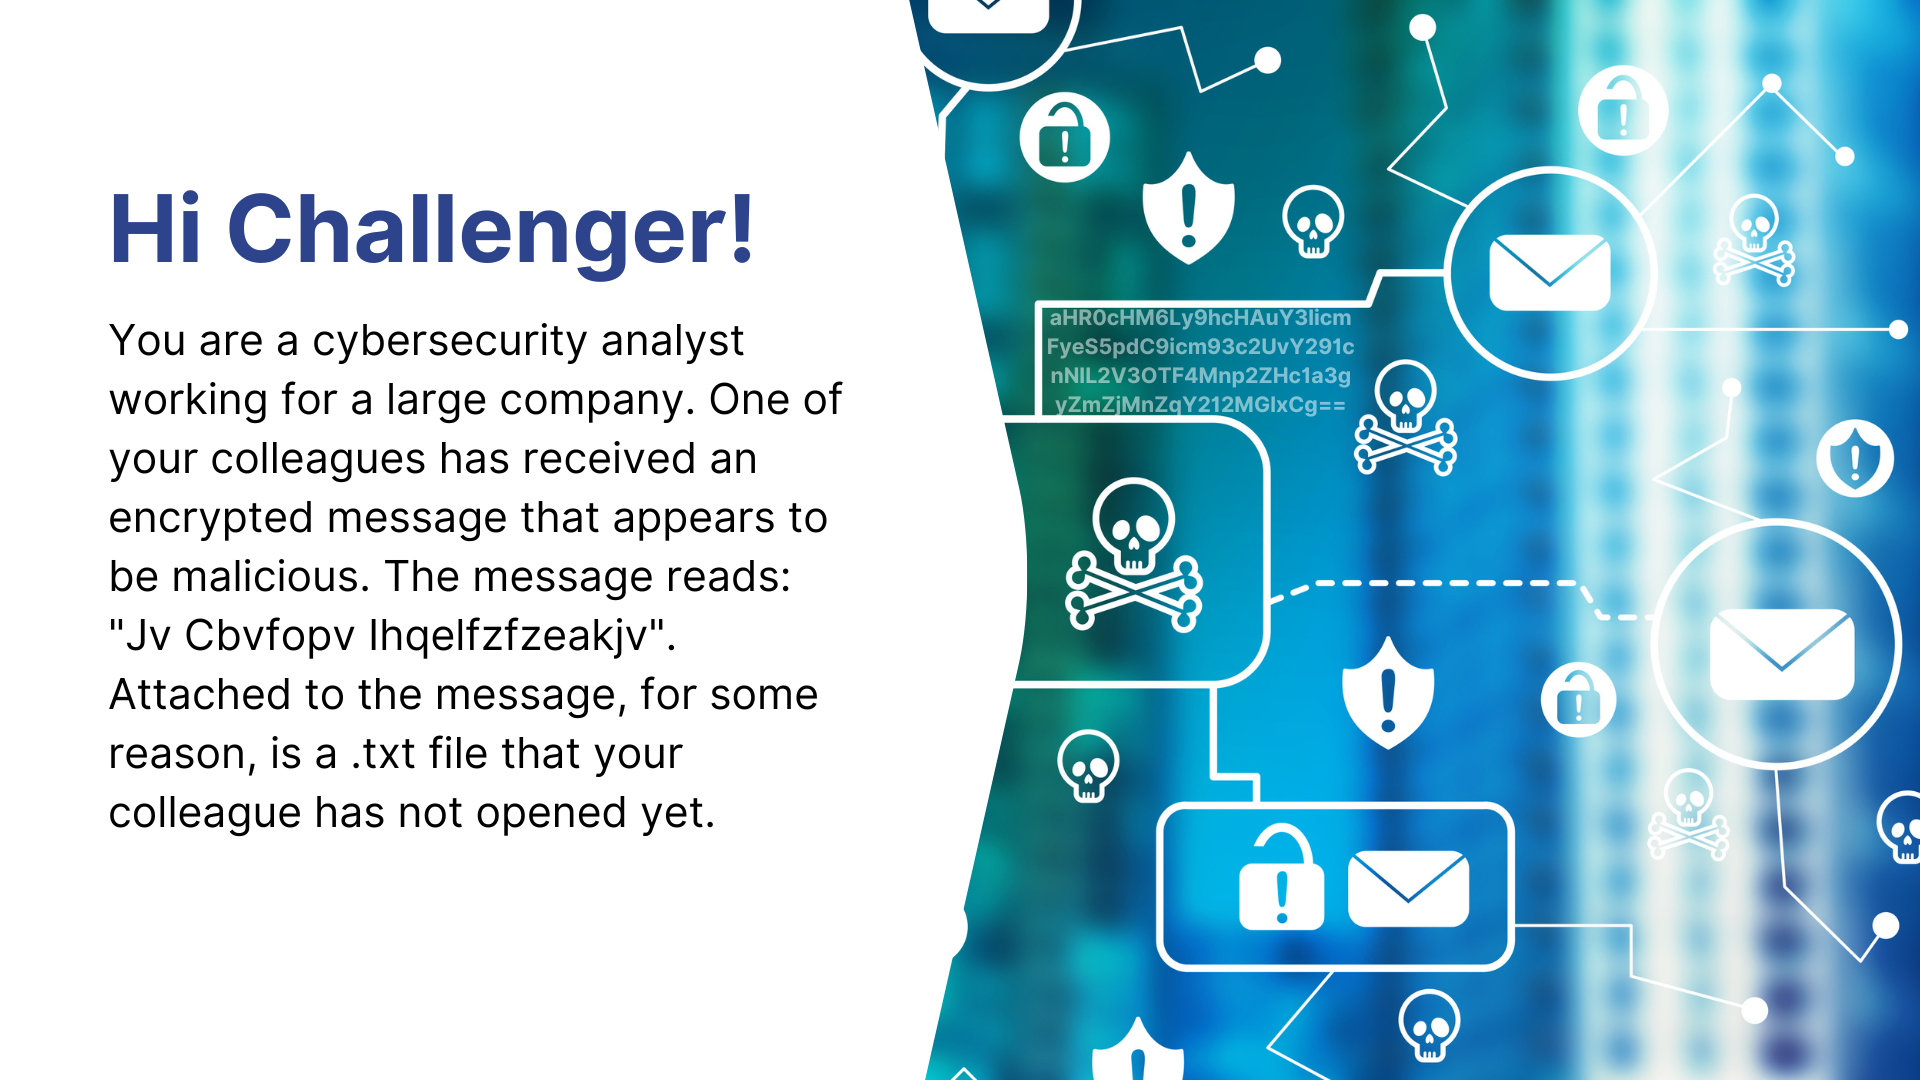 Hi Challenger!
You are a cybersecurity analyst
working for a large company. One of
your colleagues has received an
encrypted message that appears to
be malicious. The message reads:
"Jv Cbvfopv Ihqelfzfzeakjv".
Attached to the message, for some
reason, is a .txt file that your
colleague has not opened yet.
aHR0cHM6Ly9hcHAuY3licm
FyeS5pdC9icm93c2UvY291c
nNlL2V3OTF4Mnp2ZHc1a3g
yZmZjMnZqY212MGIxCg==